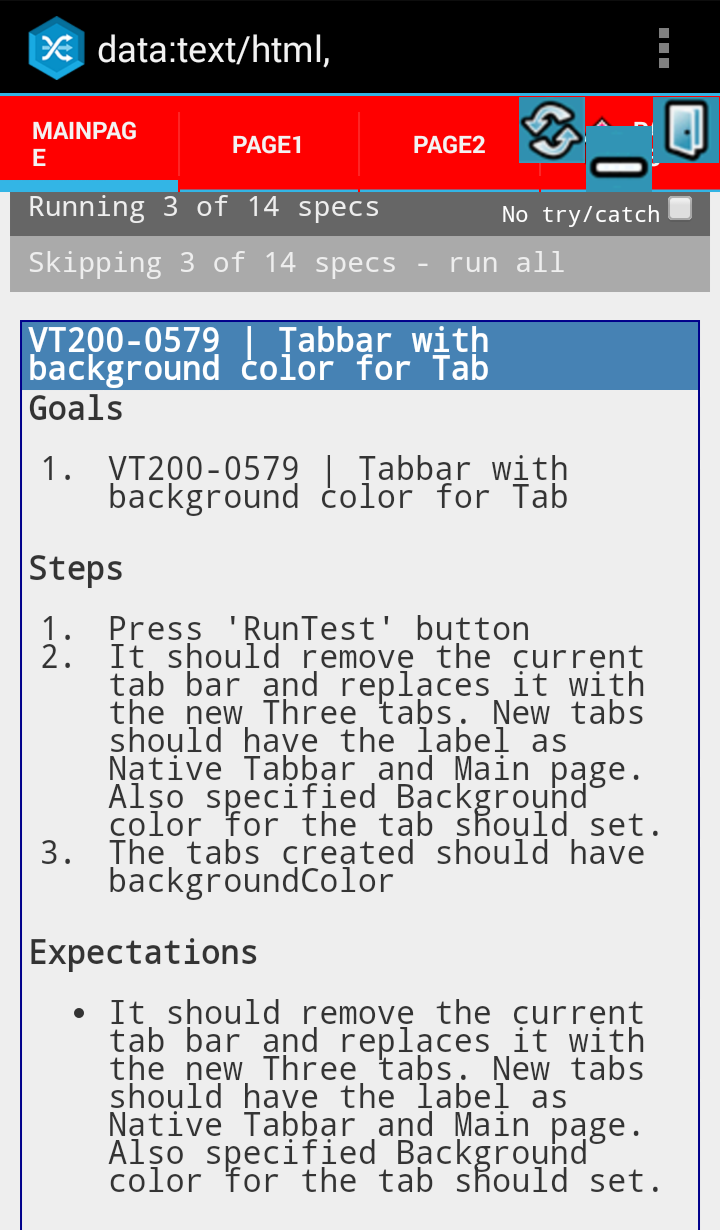 data:text/html,
MAINPAG
E
PAGE1
PAGE2
Running 3 of 14 specs
No try/catch
Skipping 3 of 14 specs - run all
VT200-0579 | Tabbar with
background color for Tab
Goals
1. VT200-0579 | Tabbar with
background color for Tab
Steps
1. Press 'RunTest' button
2. It should remove the current
tab bar and replaces it with
the new Three tabs. New tabs
should have the label as
Native Tabbar and Main page.
Also specified Background
color for the tab should set.
3. The tabs created should have
backgroundColor
Expectations
• It should remove the current
tab bar and replaces it with
the new Three tabs. New tabs
should have the label as
Native Tabbar and Main page.
Also specified Background
color for the tab should set.